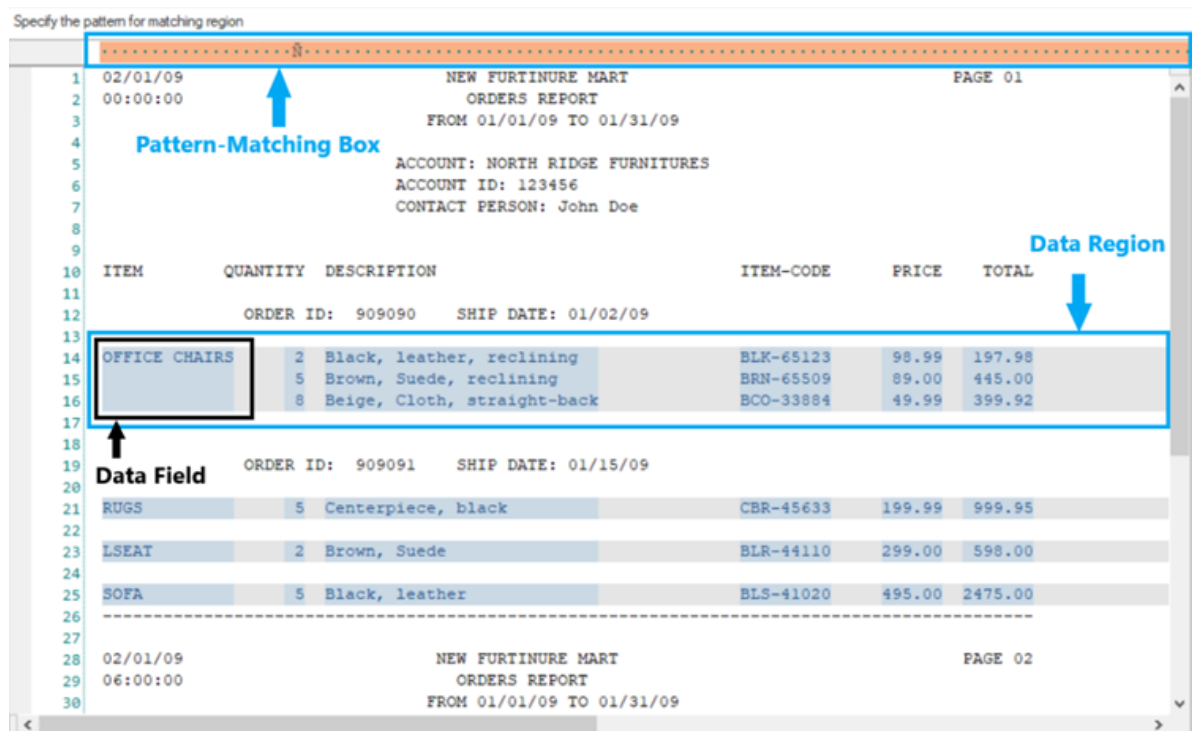 Specify the pattern for matching region
Ñ
1 02/01/09 NEW FURTINURE MART PAGE 01
2 00:00:00 ORDERS REPORT
3 FROM 01/01/09 TO 01/31/09
4
Pattern-Matching Box
5 ACCOUNT: NORTH RIDGE FURNITURES
6 ACCOUNT ID: 123456
7 CONTACT PERSON: John Doe
8
9
Data Region
10 ITEM QUANTITY DESCRIPTION ITEM-CODE PRICE TOTAL
11
12 ORDER ID: 909090 SHIP DATE: 01/02/09
13
14 OFFICE CHAIRS 2 Black, leather, reclining BLK-65123 98.99 197.98
15 5 Brown, Suede, reclining BRN-65509 89.00 445.00
16 8 Beige, Cloth, straight-back BCO-33884 49.99 399.92
17
18
19 ORDER ID: 909091 SHIP DATE: 01/15/09
Data Field
20
21 RUGS 5 Centerpiece, black CBR-45633 199.99 999.95
22
23 LSEAT 2 Brown, Suede BLR-44110 299.00 598.00
24
25 SOFA 5 Black, leather BLS-41020 495.00 2475.00
26 --------------------------------------------------------------------------------------------
27
28 02/01/09 NEW FURTINURE MART PAGE 02
29 06:00:00 ORDERS REPORT
30 FROM 01/01/09 TO 01/31/09